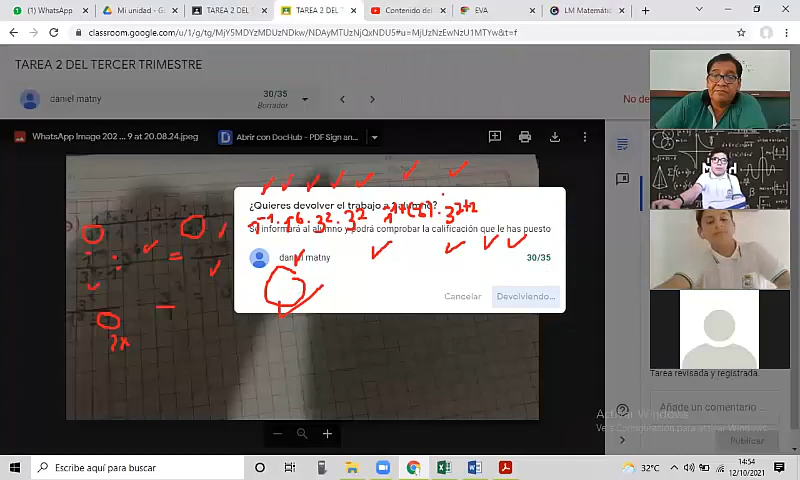 (1) WhatsApp
Mi unidad - G
TAREA 2 DEL T
TAREA 2 DEL T
Contenido del
EVA
LM Matemátic
classroom.google.com/u/1/g/tg/MjY5MDYzMDUzNDkw/NDAyMTUzNjQxNDU5#u=MjUzNzEwNzU1MTYw&t=f
TAREA 2 DEL TERCER TRIMESTRE
daniel matny
30/35
Borrador
No de
WhatsApp Image 202 ... 9 at 20.08.24.jpeg
Abrir con DocHub - PDF Sign an...
¿Quieres devolver el trabajo a 1 alumno?
Se informará al alumno y podrá comprobar la calificación que le has puesto
daniel matny
30/35
Cancelar
Devolviendo...
Tarea revisada y registrada.
Activar Windows
Añade un comentario
Ve a Configuración para activar Windows.
Publicar
Escribe aquí para buscar
32°C
14:54
12/10/2021